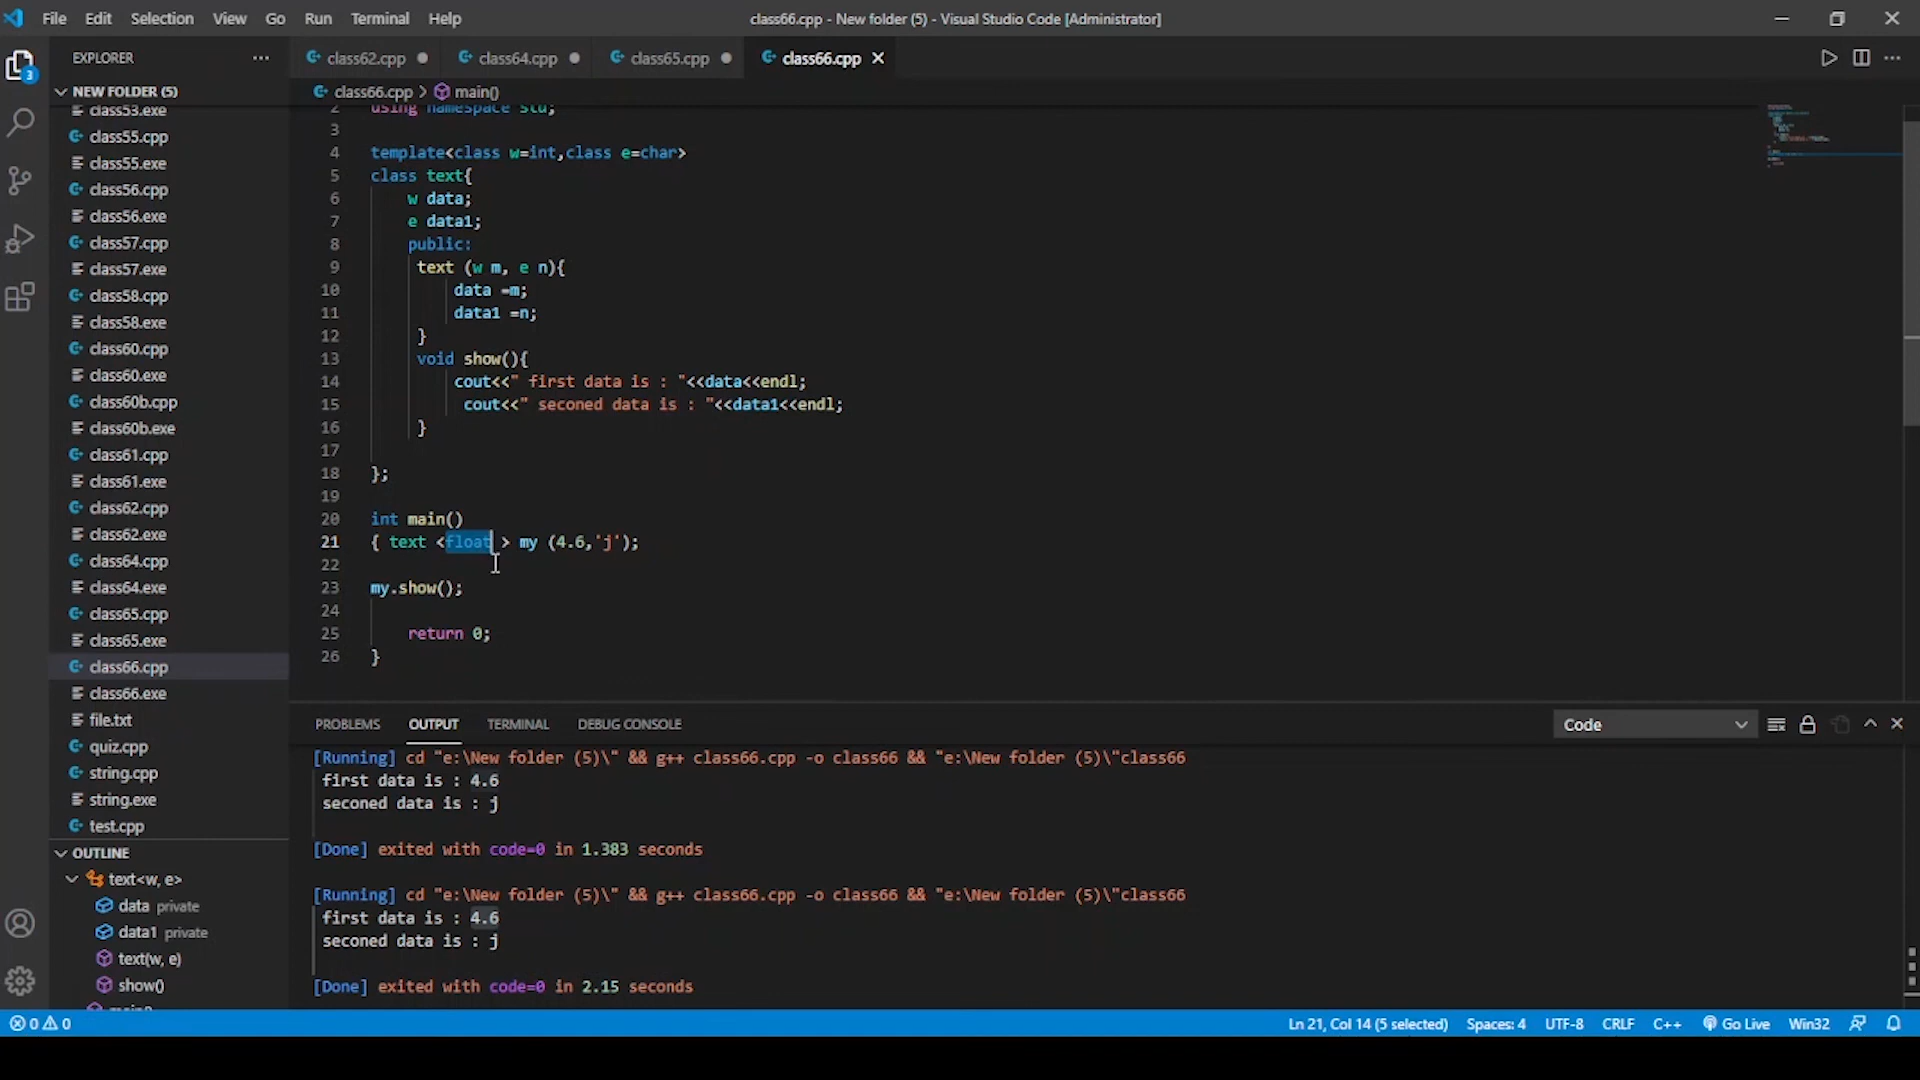 File Edit Selection View Go Run Terminal Help
class66.cpp - New folder (5) - Visual Studio Code [Administrator]
EXPLORER
class62.cpp
class64.cpp
class65.cpp
class66.cpp
class66.cpp > main()
3
NEW FOLDER (5)
class53.exe
class55.cpp
class55.exe
class56.cpp
class56.exe
class57.cpp
class57.exe
class58.cpp
class58.exe
class60.cpp
class60.exe
class60b.cpp
class60b.exe
class61.cpp
class61.exe
class62.cpp
class62.exe
class64.cpp
class64.exe
class65.cpp
class65.exe
class66.cpp
class66.exe
file.txt
quiz.cpp
string.cpp
string.exe
test.cpp
OUTLINE
text<w, e>
data private
data1 private
text(w, e)
show()
main()
2 using namespace std;
3
4 template<class w=int,class e=char>
5 class text{
6 w data;
7 e data1;
8 public:
9 text (w m, e n){
10 data =m;
11 data1 =n;
12 }
13 void show(){
14 cout<<" first data is : "<<data<<endl;
15 cout<<" seconed data is : "<<data1<<endl;
16 }
17
18 };
19
20 int main()
21 { text <float > my (4.6,'j');
22
23 my.show();
24
25 return 0;
26 }
PROBLEMS OUTPUT TERMINAL DEBUG CONSOLE
Code
[Running] cd "e:\New folder (5)\" && g++ class66.cpp -o class66 && "e:\New folder (5)\"class66
first data is : 4.6
seconed data is : j
[Done] exited with code=0 in 1.383 seconds
[Running] cd "e:\New folder (5)\" && g++ class66.cpp -o class66 && "e:\New folder (5)\"class66
first data is : 4.6
seconed data is : j
[Done] exited with code=0 in 2.15 seconds
0 0
Ln 21, Col 14 (5 selected) Spaces: 4 UTF-8 CRLF C++ Go Live Win32